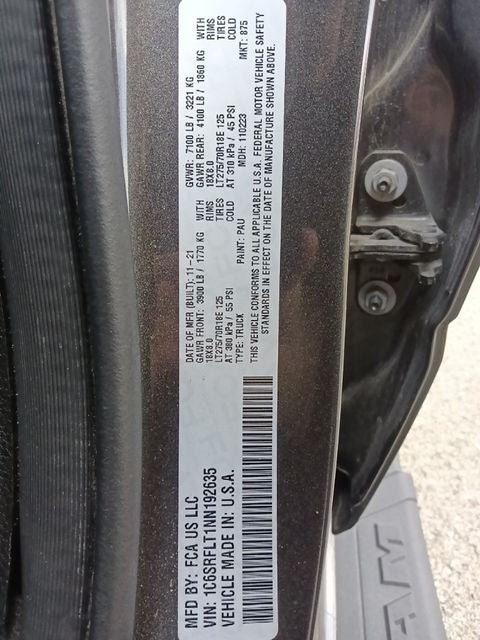 MFD BY: FCA US LLC
DATE OF MFR (BUILT): 11-21 GVWR: 7100 LB / 3221 KG
GAWR FRONT: 3900 LB / 1770 KG WITH GAWR REAR: 4100 LB / 1860 KG WITH
18X8.0 RIMS 18X8.0 RIMS
LT275/70R18E 125 TIRES LT275/70R18E 125 TIRES
AT 380 kPa / 55 PSI COLD AT 310 kPa / 45 PSI COLD
TYPE: TRUCK PAINT: PAU MDH: 110223 MKT: 875
THIS VEHICLE CONFORMS TO ALL APPLICABLE U.S.A. FEDERAL MOTOR VEHICLE SAFETY
STANDARDS IN EFFECT ON THE DATE OF MANUFACTURE SHOWN ABOVE.
VIN: 1C6SRFLT1NN192635
VEHICLE MADE IN: U.S.A.
AM